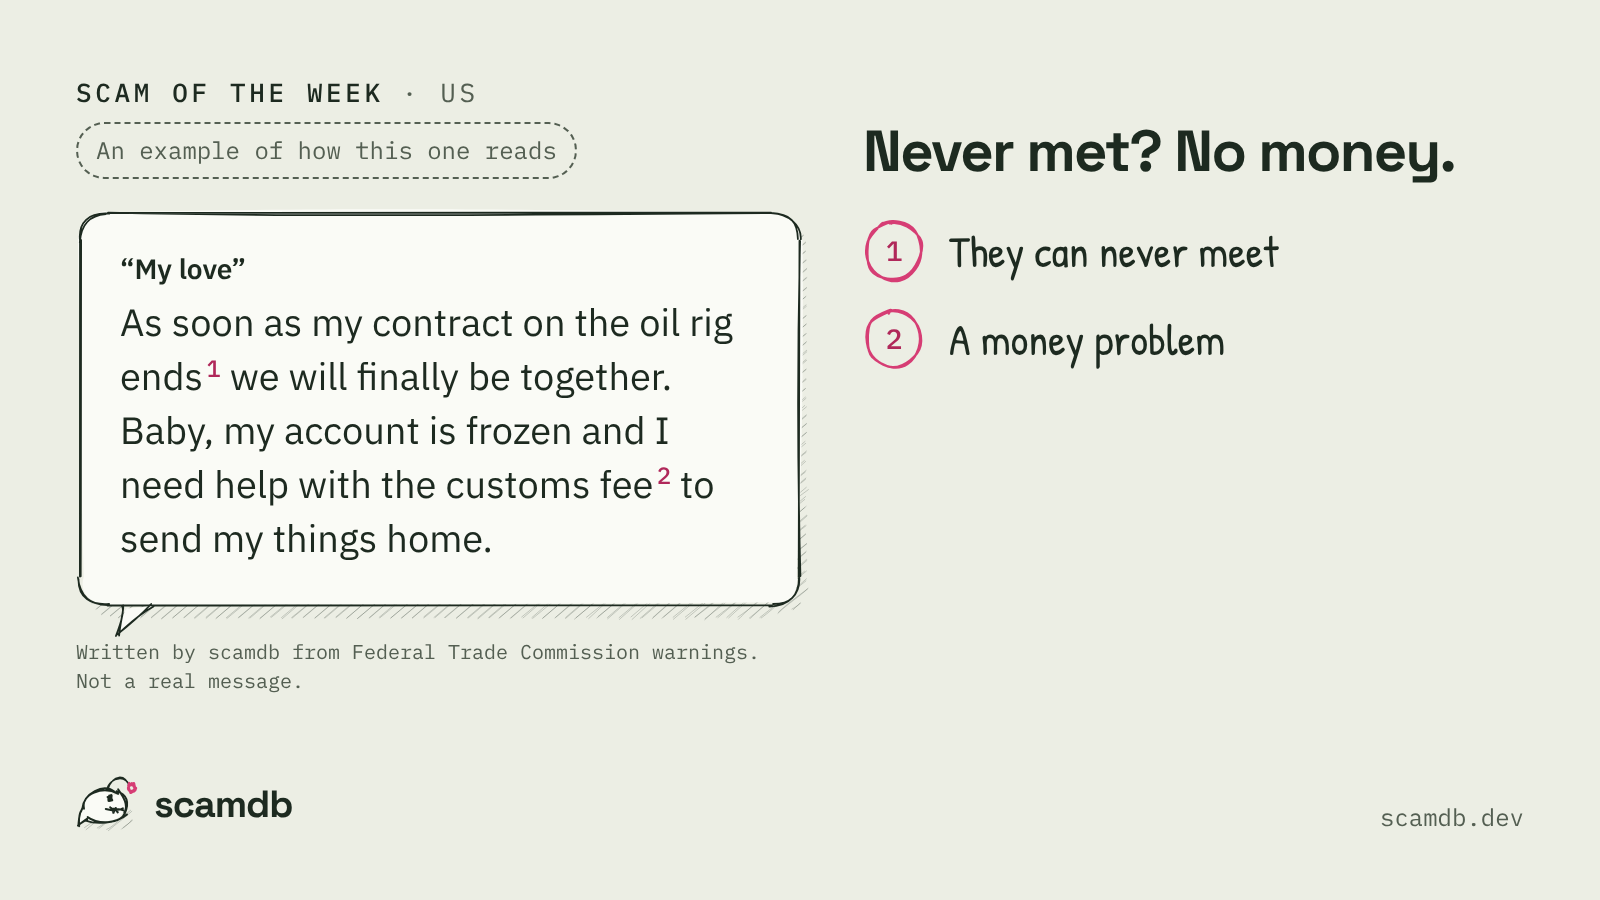 SCAM OF THE WEEK · US
An example of how this one reads
“My love”
As soon as my contract on the oil rig
ends1 we will finally be together.
Baby, my account is frozen and I
need help with the customs fee2 to
send my things home.
Written by scamdb from Federal Trade Commission warnings.
Not a real message.
Never met? No money.
1 They can never meet
2 A money problem
scamdb
scamdb.dev